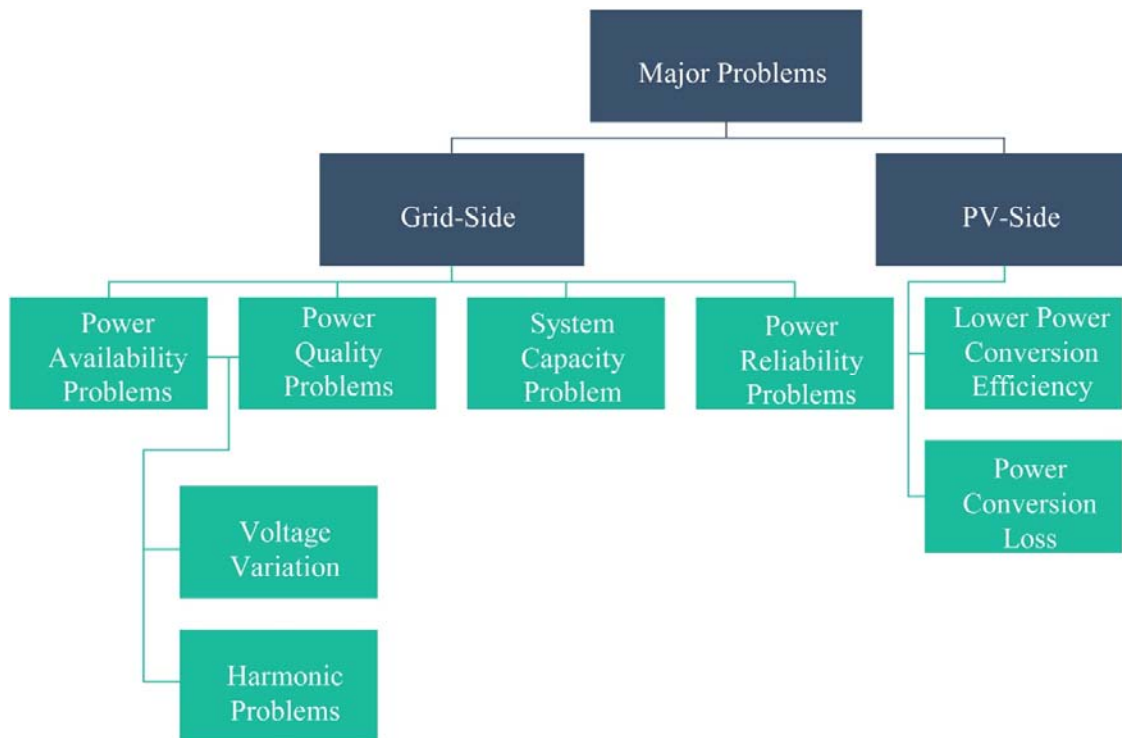 Major Problems
Grid-Side
PV-Side
Power
Availability
Problems
Power
Quality
Problems
System
Capacity
Problem
Power
Reliability
Problems
Lower Power
Conversion
Efficiency
Power
Conversion
Loss
Voltage
Variation
Harmonic
Problems